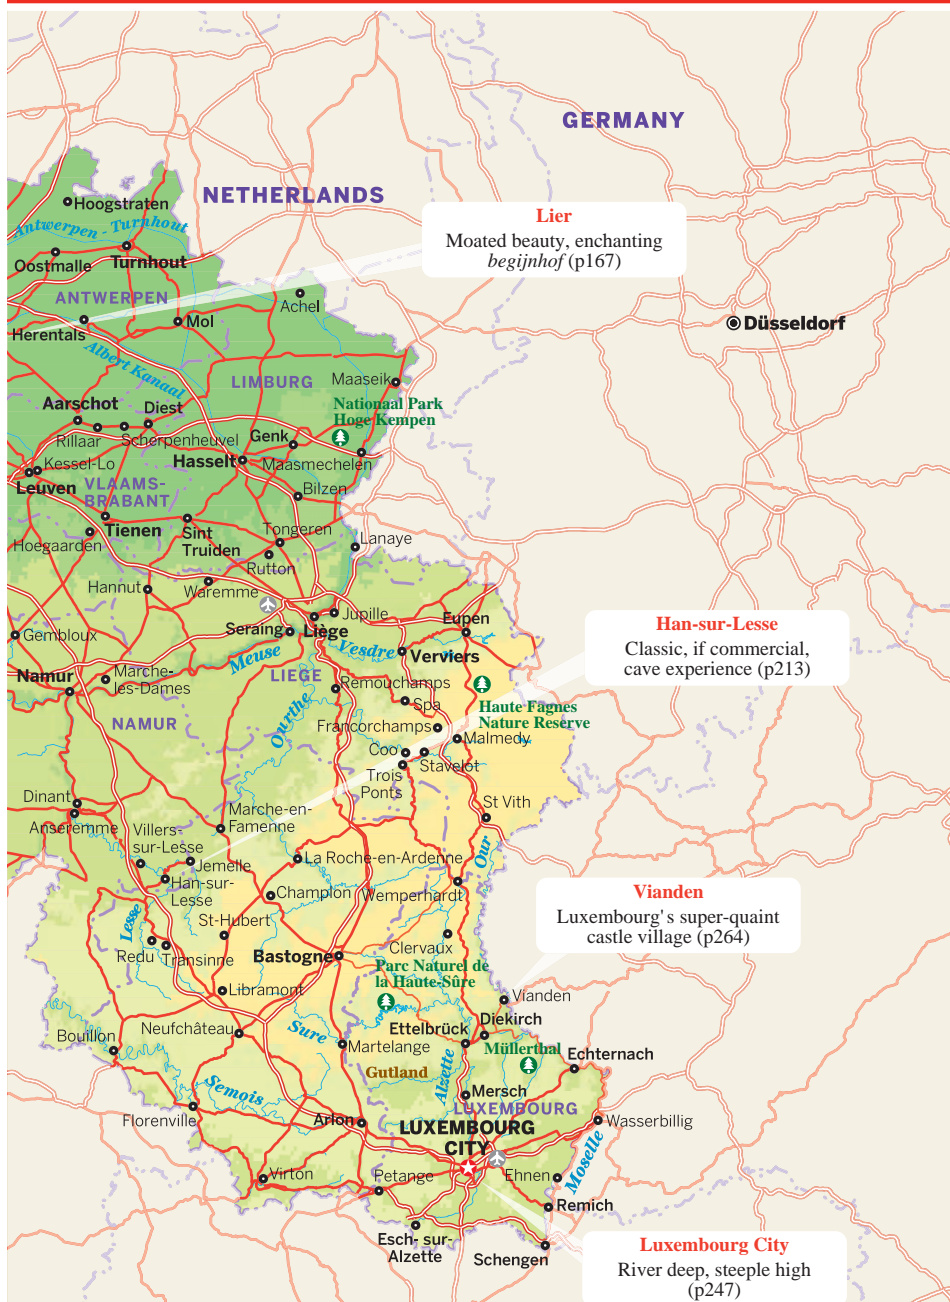 GERMANY
NETHERLANDS
Hoogstraten
Lier
Moated beauty, enchanting
begijnhof (p167)
Antwerpen - Turnhout
Oostmalle
Turnhout
ANTWERPEN
Achel
Herentals
Mol
Düsseldorf
Albert Kanaal
LIMBURG
Maaseik
Nationaal Park
Hoge Kempen
Aarschot
Diest
Rillaar
Scherpenheuvel
Genk
Kessel-Lo
Hasselt
Maasmechelen
Leuven
VLAAMS-
BRABANT
Bilzen
Tienen
Sint
Truiden
Tongeren
Hoegaarden
Lanaye
Rutton
Hannut
Waremme
Jupille
Eupen
Seraing
Liège
Gembloux
Meuse
Vesdre
Verviers
Han-sur-Lesse
Classic, if commercial,
cave experience (p213)
Namur
Marche-
les-Dames
LIEGE
Remouchamps
Spa
Haute Fagnes
Nature Reserve
NAMUR
Ourthe
Francorchamps
Malmedy
Coo
Stavelot
Trois
Ponts
Dinant
Anseremme
Marche-en-
Famenne
St Vith
Villers-
sur-Lesse
Jemelle
La Roche-en-Ardenne
Our
Han-sur-
Lesse
Champlon
Wemperhardt
Vianden
Luxembourg's super-quaint
castle village (p264)
Lesse
St-Hubert
Redu
Transinne
Bastogne
Clervaux
Parc Naturel de
la Haute-Sûre
Libramont
Vianden
Bouillon
Neufchâteau
Sure
Martelange
Ettelbrück
Diekirch
Müllerthal
Echternach
Gutland
Alzette
Semois
Mersch
LUXEMBOURG
Florenville
Arlon
LUXEMBOURG
CITY
Wasserbillig
Moselle
Virton
Petange
Ehnen
Remich
Esch- sur-
Alzette
Schengen
Luxembourg City
River deep, steeple high
(p247)